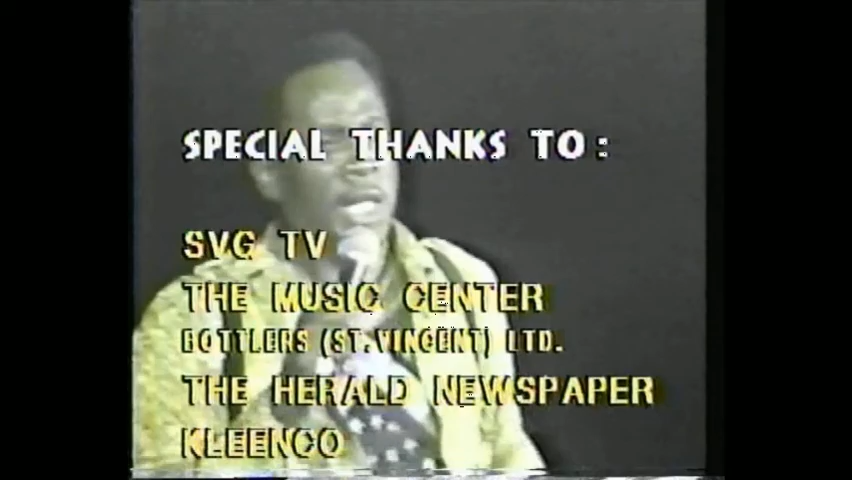 SPECIAL THANKS TO:
SVG TV
THE MUSIC CENTER
BOTTLERS (ST.VINCENT) LTD.
THE HERALD NEWSPAPER
KLEENCO